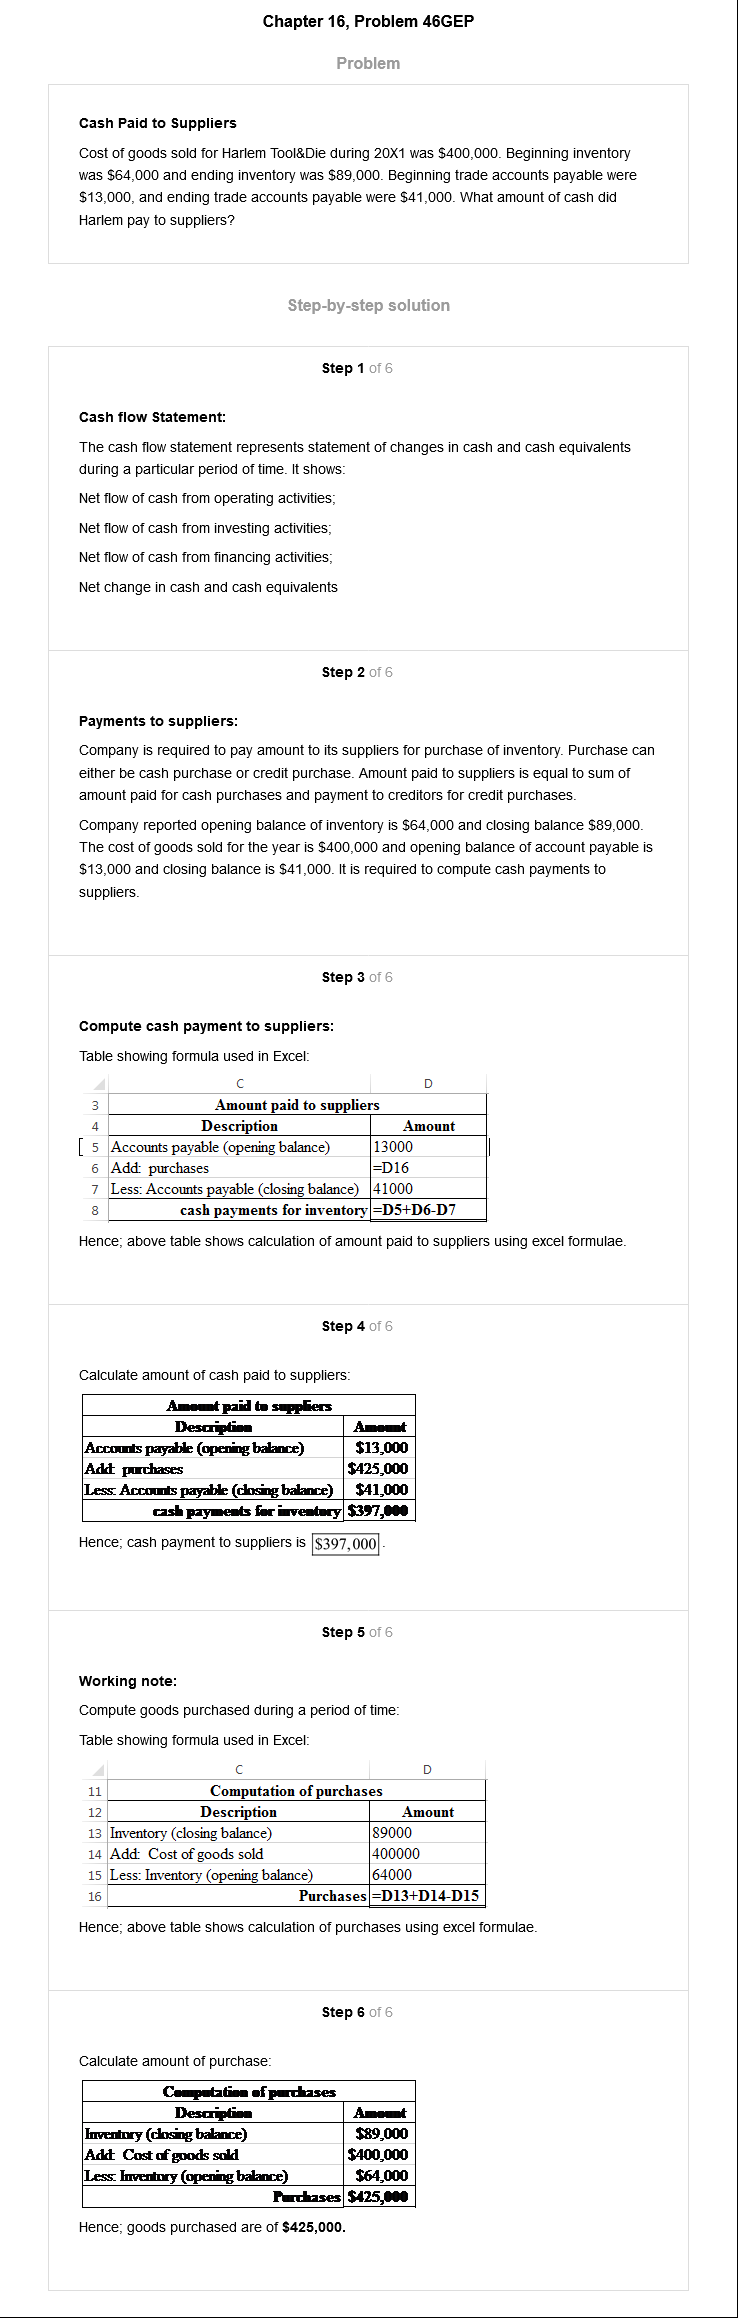 Chapter 16, Problem 46GEP
Problem
Cash Paid to Suppliers
Cost of goods sold for Harlem Tool&Die during 20X1 was $400,000. Beginning inventory
was $64,000 and ending inventory was $89,000. Beginning trade accounts payable were
$13,000, and ending trade accounts payable were $41,000. What amount of cash did
Harlem pay to suppliers?
Step-by-step solution
Step 1 of 6
Cash flow Statement:
The cash flow statement represents statement of changes in cash and cash equivalents
during a particular period of time. It shows:
Net flow of cash from operating activities;
Net flow of cash from investing activities;
Net flow of cash from financing activities;
Net change in cash and cash equivalents
Step 2 of 6
Payments to suppliers:
Company is required to pay amount to its suppliers for purchase of inventory. Purchase can
either be cash purchase or credit purchase. Amount paid to suppliers is equal to sum of
amount paid for cash purchases and payment to creditors for credit purchases.
Company reported opening balance of inventory is $64,000 and closing balance $89,000.
The cost of goods sold for the year is $400,000 and opening balance of account payable is
$13,000 and closing balance is $41,000. It is required to compute cash payments to
suppliers.
Step 3 of 6
Compute cash payment to suppliers:
Table showing formula used in Excel:
C D
3 Amount paid to suppliers
4 Description Amount
5 Accounts payable (opening balance) 13000
6 Add: purchases =D16
7 Less: Accounts payable (closing balance) 41000
8 cash payments for inventory =D5+D6-D7
Hence; above table shows calculation of amount paid to suppliers using excel formulae.
Step 4 of 6
Calculate amount of cash paid to suppliers:
Amount paid to suppliers
Description Amount
Accounts payable (opening balance) $13,000
Add: purchases $425,000
Less: Accounts payable (closing balance) $41,000
cash payments for inventory $397,000
Hence; cash payment to suppliers is $397,000.
Step 5 of 6
Working note:
Compute goods purchased during a period of time:
Table showing formula used in Excel:
C D
11 Computation of purchases
12 Description Amount
13 Inventory (closing balance) 89000
14 Add: Cost of goods sold 400000
15 Less: Inventory (opening balance) 64000
16 Purchases =D13+D14-D15
Hence; above table shows calculation of purchases using excel formulae.
Step 6 of 6
Calculate amount of purchase:
Computation of purchases
Description Amount
Inventory (closing balance) $89,000
Add: Cost of goods sold $400,000
Less: Inventory (opening balance) $64,000
Purchases $425,000
Hence; goods purchased are of $425,000.